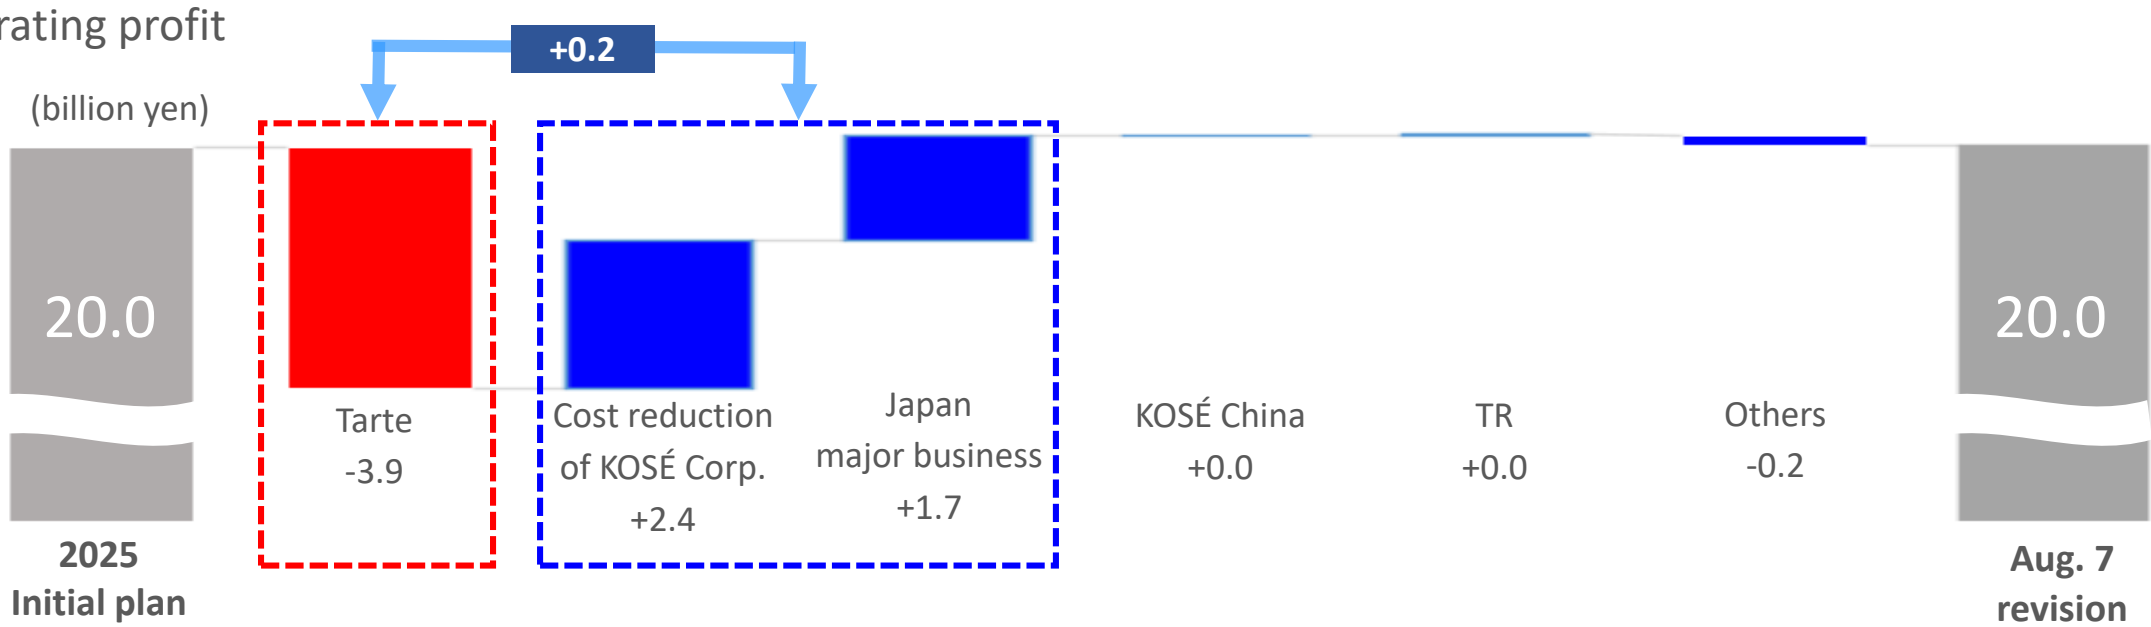 rating profit
+0.2
(billion yen)
20.0
20.0
Tarte
-3.9
Cost reduction
of KOSÉ Corp.
+2.4
Japan
major business
+1.7
KOSÉ China
+0.0
TR
+0.0
Others
-0.2
2025
Initial plan
Aug. 7
revision